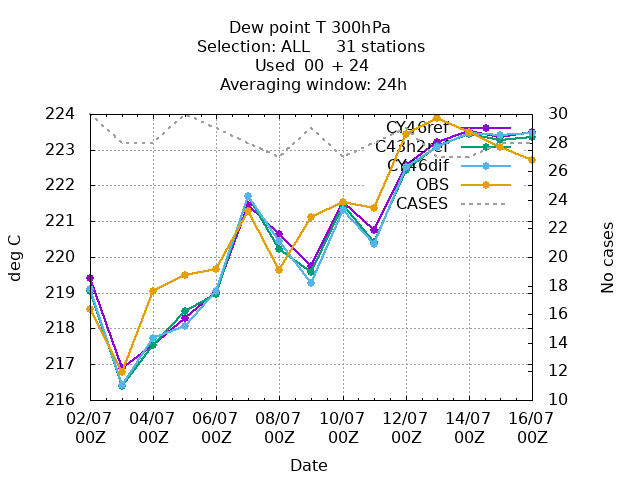 Dew point T 300hPa
Selection: ALL 31 stations
Used 00 + 24
Averaging window: 24h
224
223
222
221
220
219
218
217
216
deg C
30
28
26
24
22
20
18
16
14
12
10
No cases
CY46ref
C43h2ref
CY46dif
OBS
CASES
02/07 04/07 06/07 08/07 10/07 12/07 14/07 16/07
00Z 00Z 00Z 00Z 00Z 00Z 00Z 00Z
Date